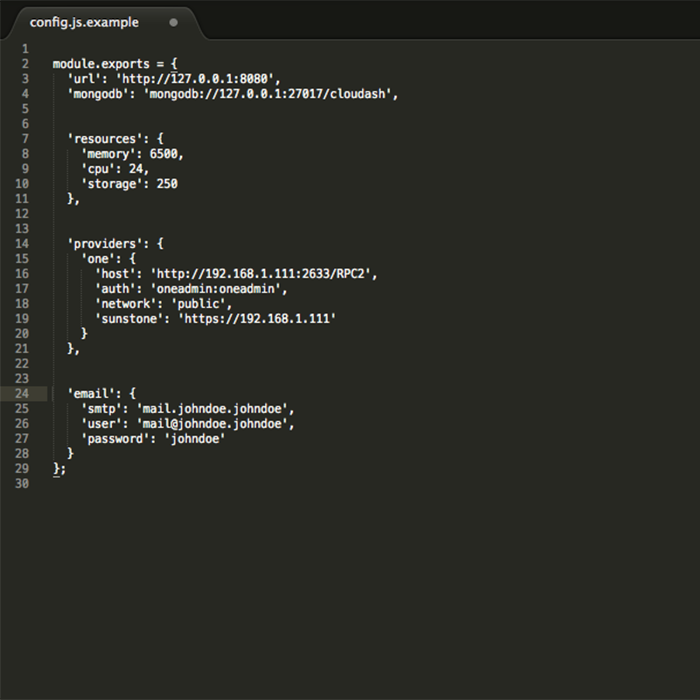 config.js.example
1
2 module.exports = {
3   'url': 'http://127.0.0.1:8080',
4   'mongodb': 'mongodb://127.0.0.1:27017/cloudash',
5
6
7   'resources': {
8     'memory': 6500,
9     'cpu': 24,
10     'storage': 250
11   },
12
13
14   'providers': {
15     'one': {
16       'host': 'http://192.168.1.111:2633/RPC2',
17       'auth': 'oneadmin:oneadmin',
18       'network': 'public',
19       'sunstone': 'https://192.168.1.111'
20     }
21   },
22
23
24   'email': {
25     'smtp': 'mail.johndoe.johndoe',
26     'user': 'mail@johndoe.johndoe',
27     'password': 'johndoe'
28   }
29 };
30